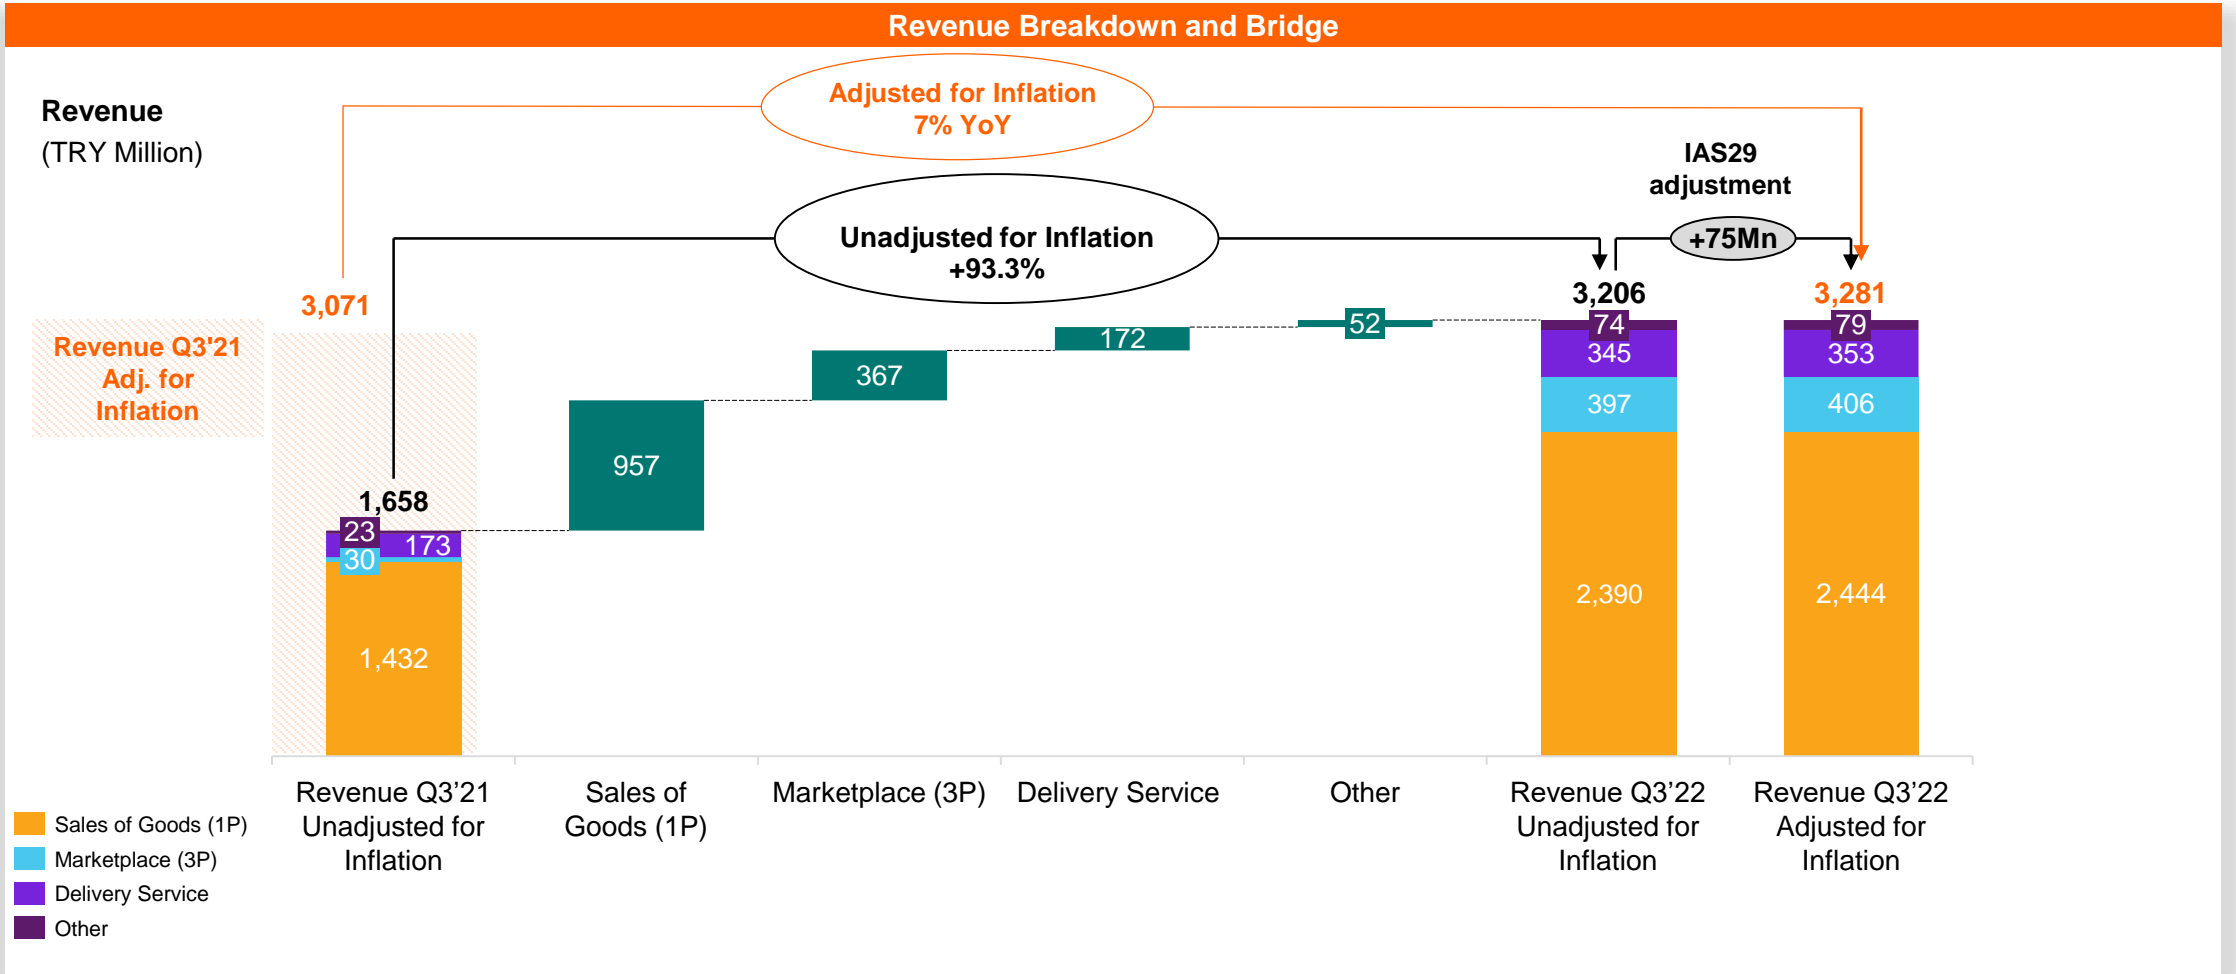 Revenue Breakdown and Bridge
Revenue
(TRY Million)
Adjusted for Inflation
7% YoY
IAS29
adjustment
Unadjusted for Inflation
+93.3%
+75Mn
3,071
3,206
3,281
Revenue Q3'21
Adj. for
Inflation
1,658
23
173
30
1,432
957
367
172
52
74
345
397
2,390
79
353
406
2,444
Revenue Q3’21
Unadjusted for
Inflation
Sales of
Goods (1P)
Marketplace (3P)
Delivery Service
Other
Revenue Q3’22
Unadjusted for
Inflation
Revenue Q3’22
Adjusted for
Inflation
Sales of Goods (1P)
Marketplace (3P)
Delivery Service
Other